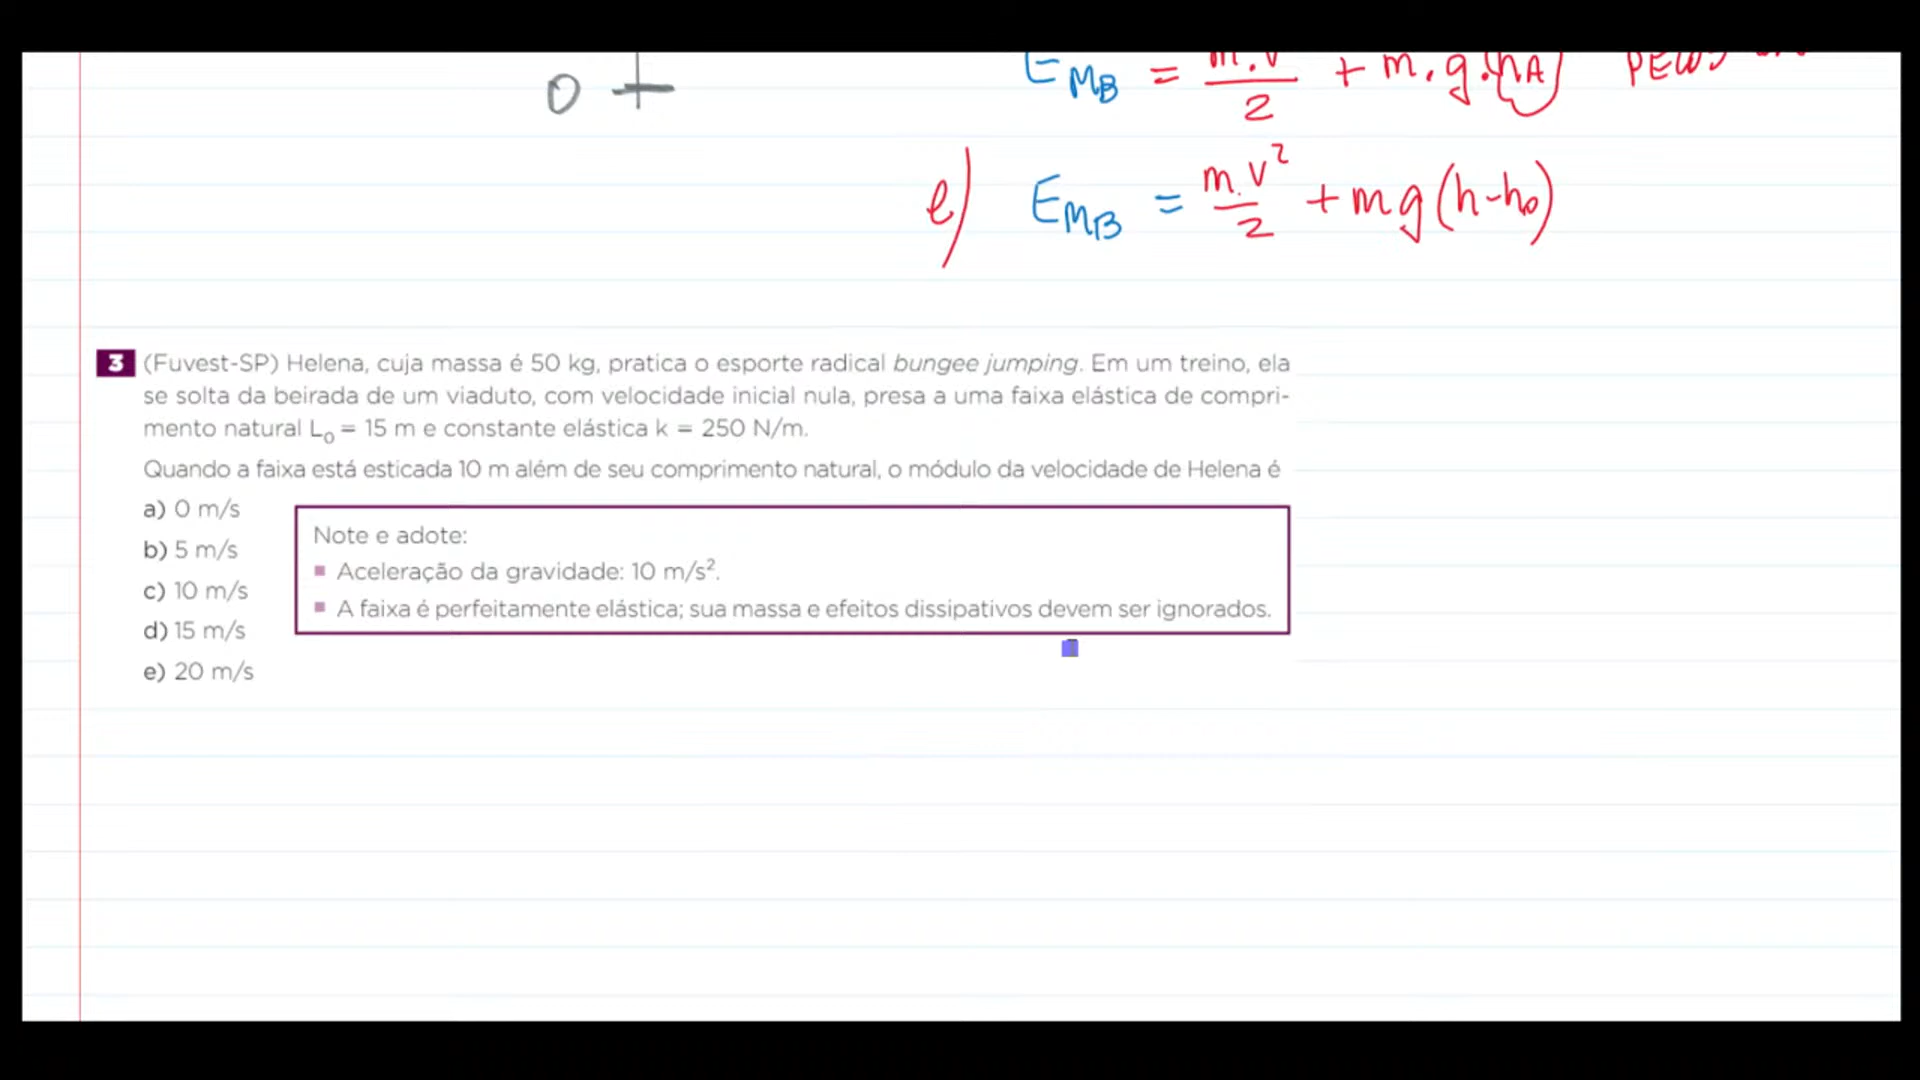 0
E MB = m.v / 2 + m.g.(hA)
e) E MB = m.v² / 2 + mg(h-h0)
3 (Fuvest-SP) Helena, cuja massa é 50 kg, pratica o esporte radical bungee jumping. Em um treino, ela
se solta da beirada de um viaduto, com velocidade inicial nula, presa a uma faixa elástica de compri-
mento natural L0 = 15 m e constante elástica k = 250 N/m.
Quando a faixa está esticada 10 m além de seu comprimento natural, o módulo da velocidade de Helena é
a) 0 m/s
b) 5 m/s
c) 10 m/s
d) 15 m/s
e) 20 m/s
Note e adote:
■ Aceleração da gravidade: 10 m/s².
■ A faixa é perfeitamente elástica; sua massa e efeitos dissipativos devem ser ignorados.